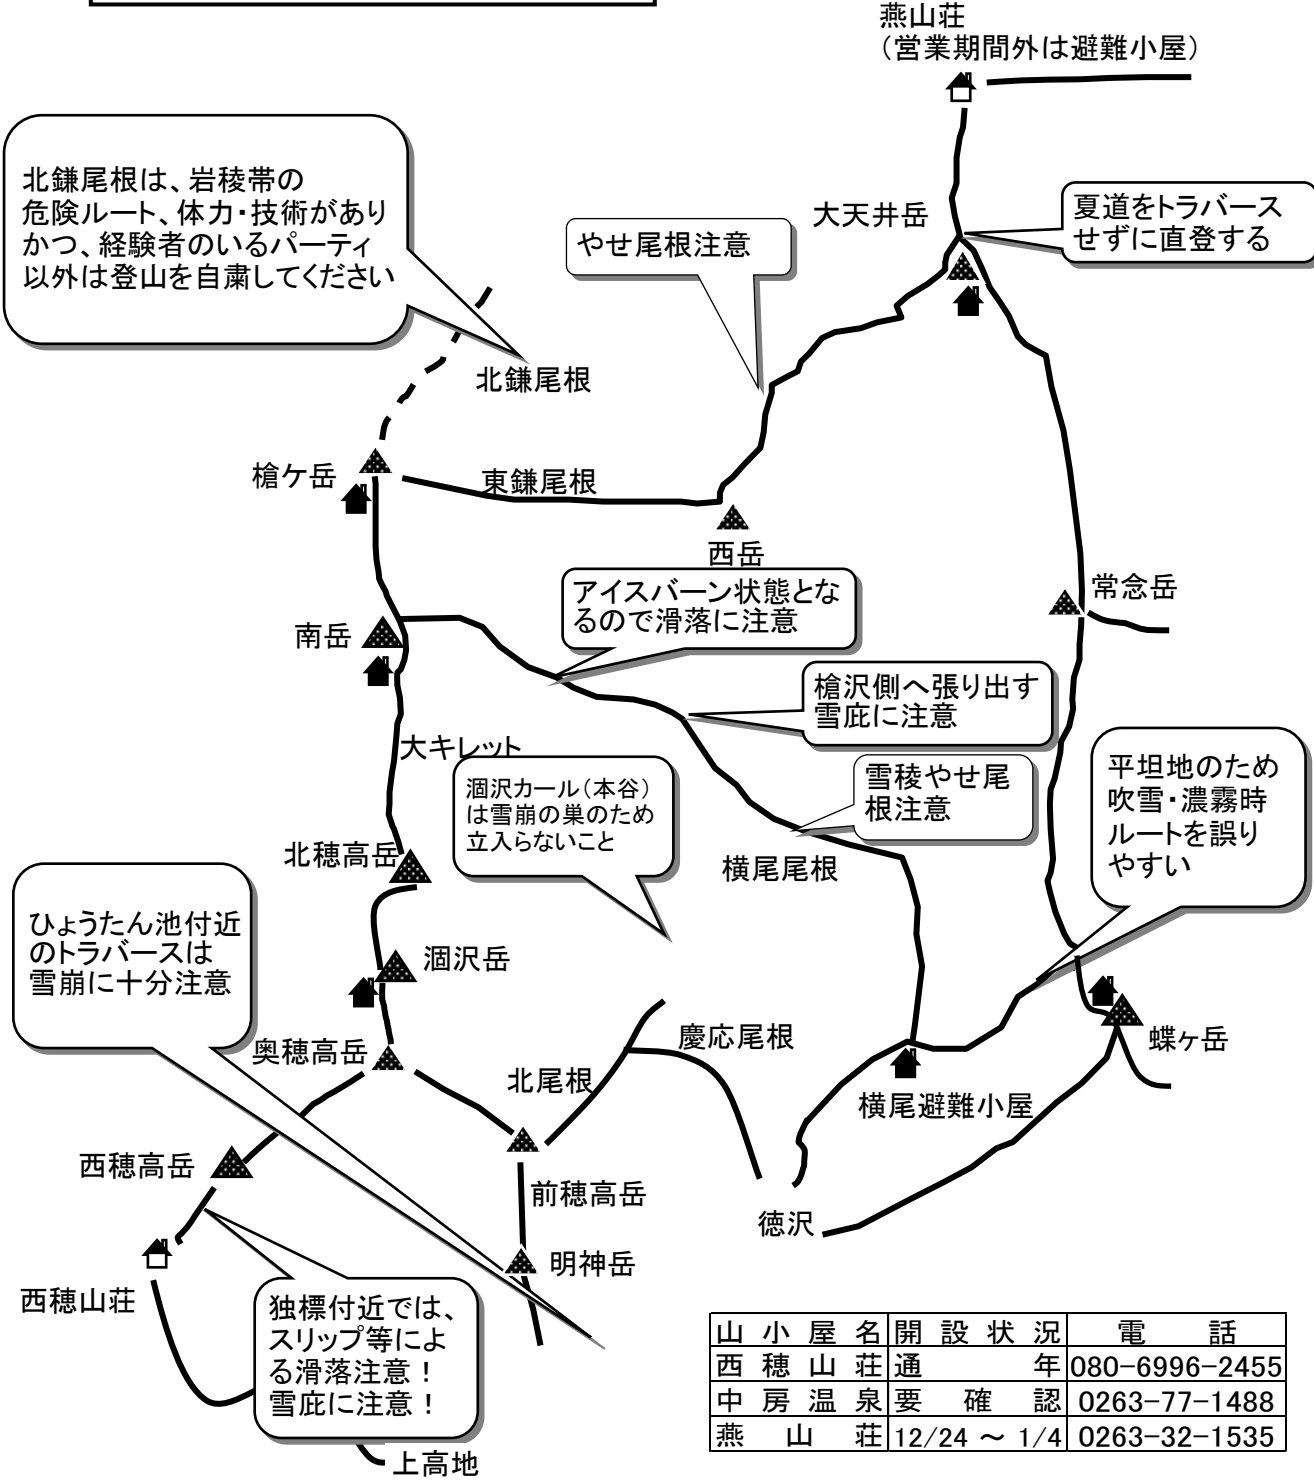 燕山荘
（営業期間外は避難小屋）
北鎌尾根は、岩稜帯の
危険ルート、体力・技術があり
かつ、経験者のいるパーティ
以外は登山を自粛してください
大天井岳
夏道をトラバース
せずに直登する
やせ尾根注意
北鎌尾根
槍ケ岳
東鎌尾根
西岳
アイスバーン状態とな
るので滑落に注意
常念岳
南岳
槍沢側へ張り出す
雪庇に注意
大キレット
涸沢カール（本谷）
は雪崩の巣のため
立入らないこと
雪稜やせ尾
根注意
平坦地のため
吹雪・濃霧時
ルートを誤り
やすい
北穂高岳
横尾尾根
ひょうたん池付近
のトラバースは
雪崩に十分注意
涸沢岳
奥穂高岳
慶応尾根
蝶ヶ岳
北尾根
横尾避難小屋
西穂高岳
前穂高岳
徳沢
明神岳
西穂山荘
独標付近では、
スリップ等によ
る滑落注意！
雪庇に注意！
上高地
山小屋名 開設状況 電話
西穂山荘 通年 080-6996-2455
中房温泉 要確認 0263-77-1488
燕山荘 12/24 ～ 1/4 0263-32-1535